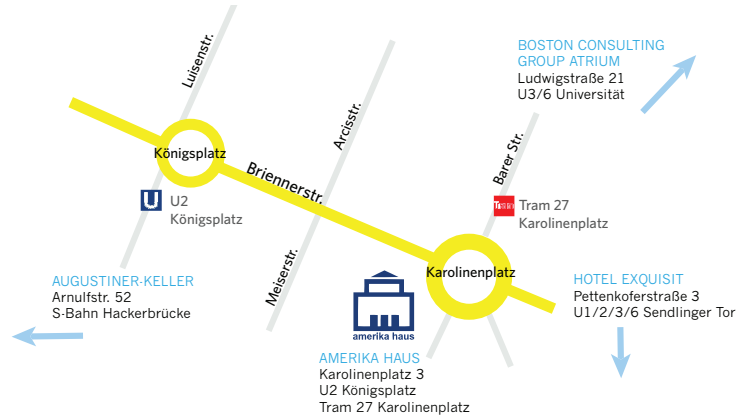 BOSTON CONSULTING
GROUP ATRIUM
Ludwigstraße 21
U3/6 Universität
Luisenstr.
Arcisstr.
Barer Str.
Königsplatz
Briennerstr.
U
U2
Königsplatz
Tram 27
Karolinenplatz
Meiserstr.
Karolinenplatz
AUGUSTINER-KELLER
Arnulfstr. 52
S-Bahn Hackerbrücke
HOTEL EXQUISIT
Pettenkoferstraße 3
U1/2/3/6 Sendlinger Tor
amerika haus
AMERIKA HAUS
Karolinenplatz 3
U2 Königsplatz
Tram 27 Karolinenplatz